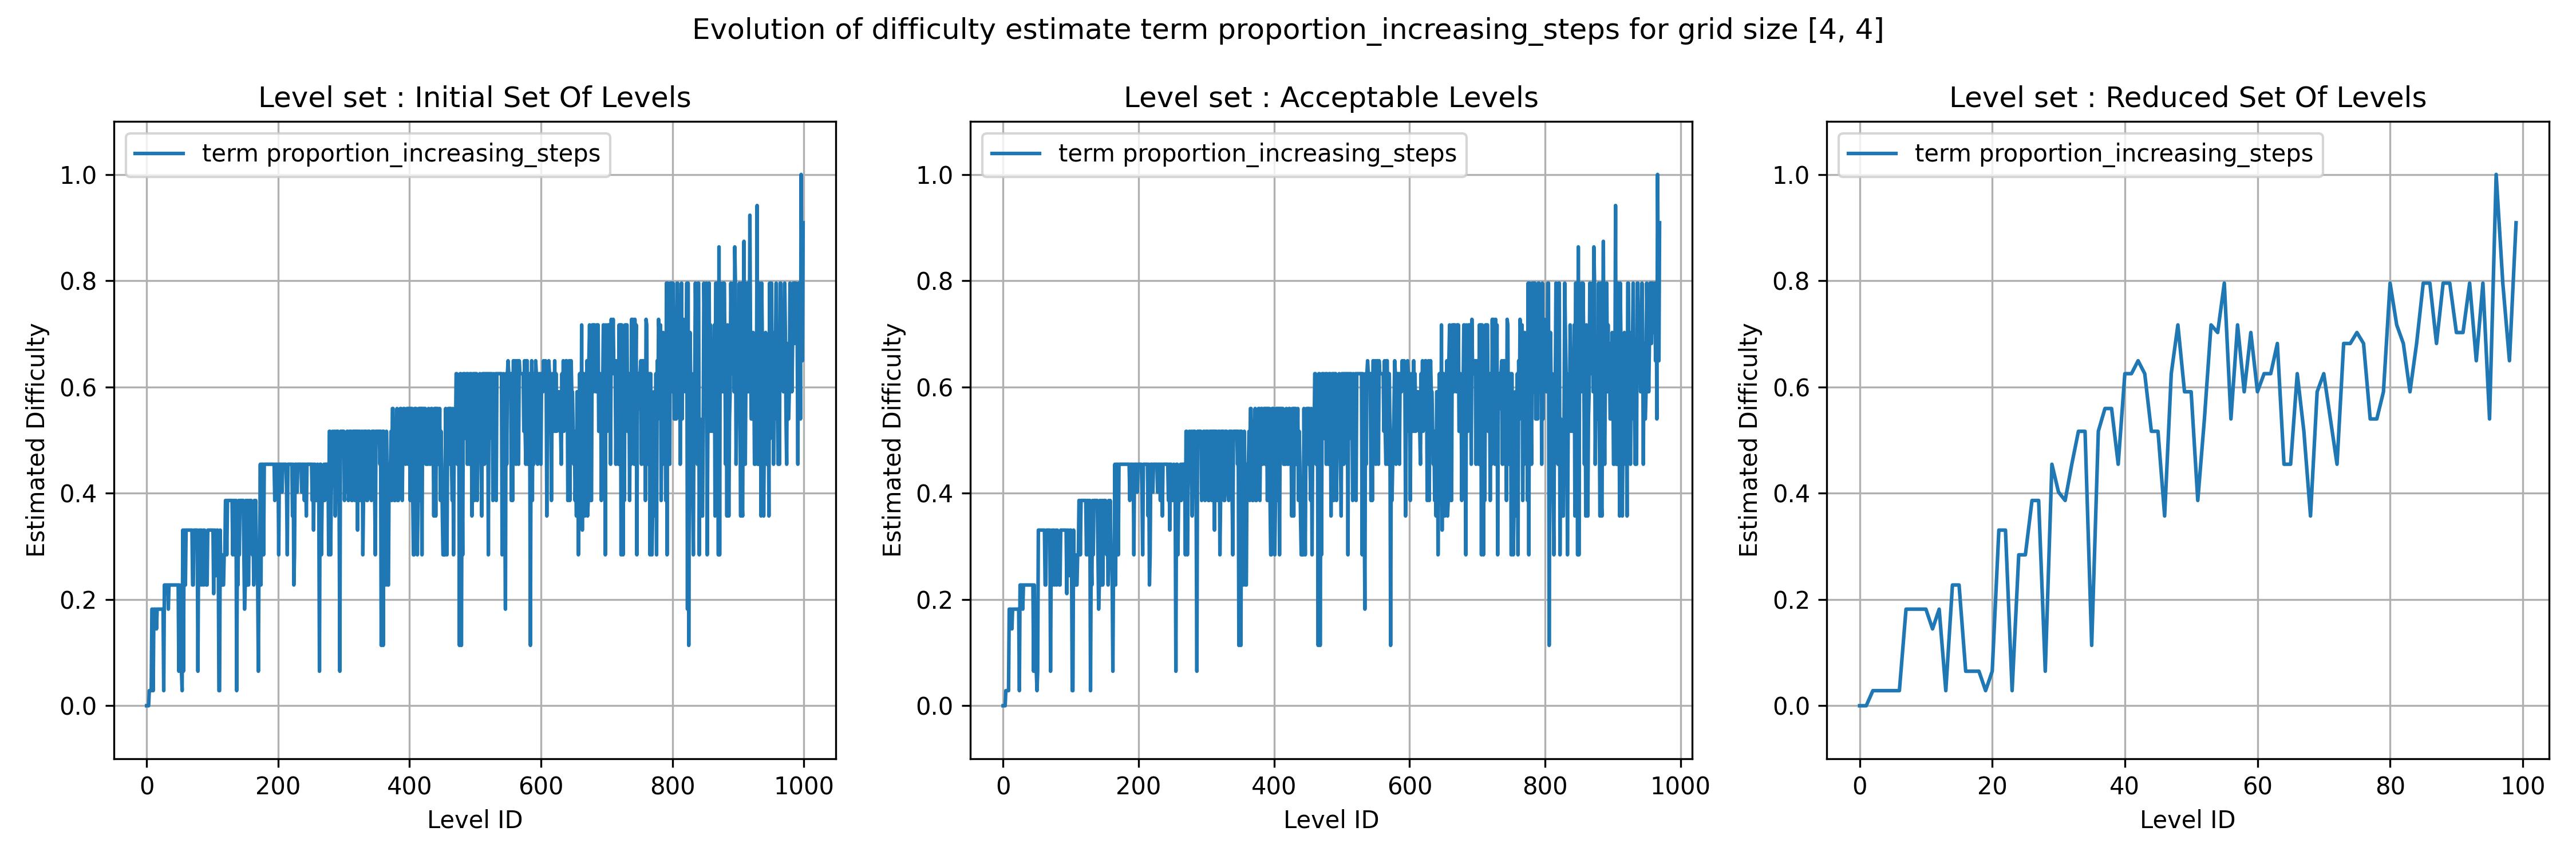 Evolution of difficulty estimate term proportion_increasing_steps for grid size [4, 4]
Level set : Initial Set Of Levels
term proportion_increasing_steps
1.0
0.8
0.6
0.4
0.2
0.0
Estimated Difficulty
0 200 400 600 800 1000
Level ID
Level set : Acceptable Levels
term proportion_increasing_steps
1.0
0.8
0.6
0.4
0.2
0.0
Estimated Difficulty
0 200 400 600 800 1000
Level ID
Level set : Reduced Set Of Levels
term proportion_increasing_steps
1.0
0.8
0.6
0.4
0.2
0.0
Estimated Difficulty
0 20 40 60 80 100
Level ID